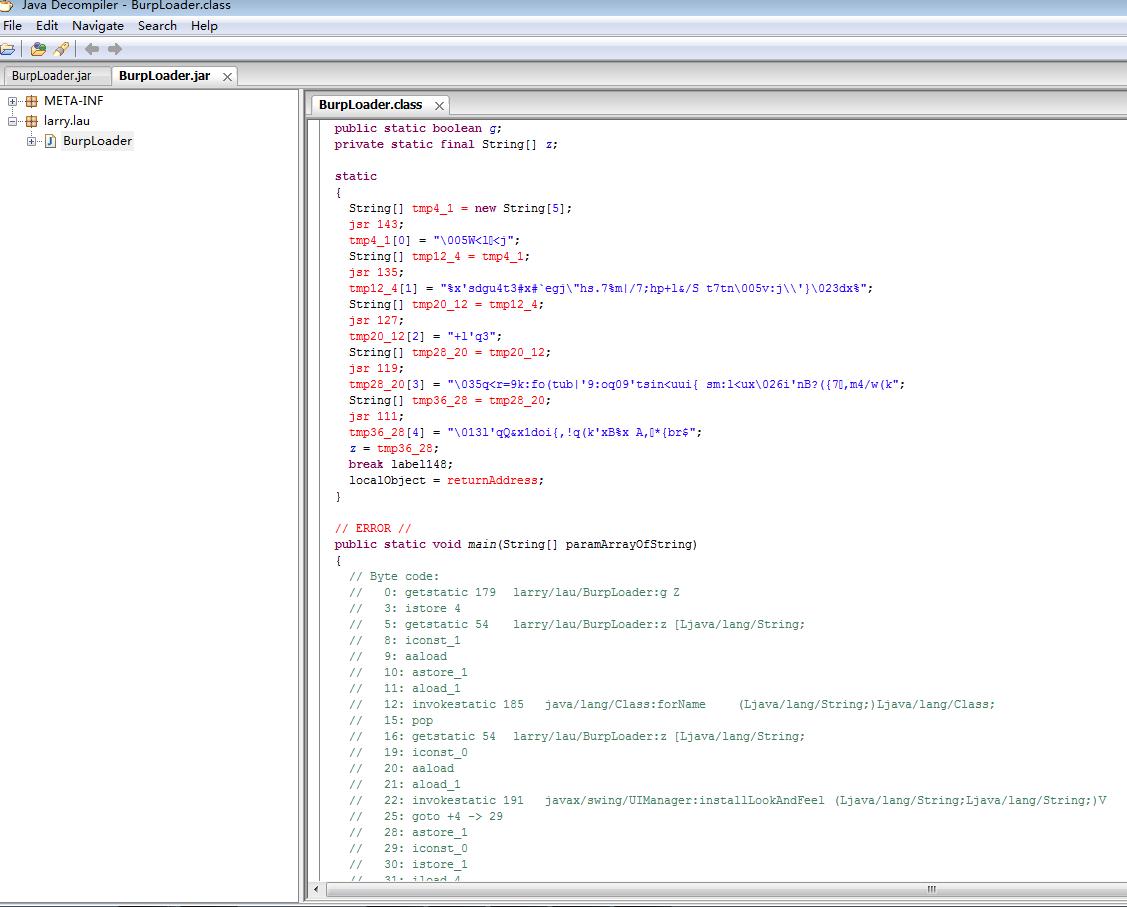 Java Decompiler - BurpLoader.class
File Edit Navigate Search Help
BurpLoader.jar BurpLoader.jar
META-INF
larry.lau
BurpLoader
BurpLoader.class
public static boolean g;
private static final String[] z;
static
{
String[] tmp4_1 = new String[5];
jsr 143;
tmp4_1[0] = "\005W<l▯<j";
String[] tmp12_4 = tmp4_1;
jsr 135;
tmp12_4[1] = "%x'sdgu4t3#x#`egj\"hs.7%m|/7;hp+l&/S t7tn\005v:j\\'}\023dx%";
String[] tmp20_12 = tmp12_4;
jsr 127;
tmp20_12[2] = "+l'q3";
String[] tmp28_20 = tmp20_12;
jsr 119;
tmp28_20[3] = "\035q<r=9k:fo(tub|'9:oq09'tsin<uui{ sm:l<ux\026i'nB?({7▯,m4/w(k";
String[] tmp36_28 = tmp28_20;
jsr 111;
tmp36_28[4] = "\013l'qQ&x1doi{,!q(k'xB%x A,▯*{br$";
z = tmp36_28;
break label148;
localObject = returnAddress;
}
// ERROR //
public static void main(String[] paramArrayOfString)
{
// Byte code:
// 0: getstatic 179 larry/lau/BurpLoader:g Z
// 3: istore 4
// 5: getstatic 54 larry/lau/BurpLoader:z [Ljava/lang/String;
// 8: iconst_1
// 9: aaload
// 10: astore_1
// 11: aload_1
// 12: invokestatic 185 java/lang/Class:forName (Ljava/lang/String;)Ljava/lang/Class;
// 15: pop
// 16: getstatic 54 larry/lau/BurpLoader:z [Ljava/lang/String;
// 19: iconst_0
// 20: aaload
// 21: aload_1
// 22: invokestatic 191 javax/swing/UIManager:installLookAndFeel (Ljava/lang/String;Ljava/lang/String;)V
// 25: goto +4 -> 29
// 28: astore_1
// 29: iconst_0
// 30: istore_1
// 31: iload 4